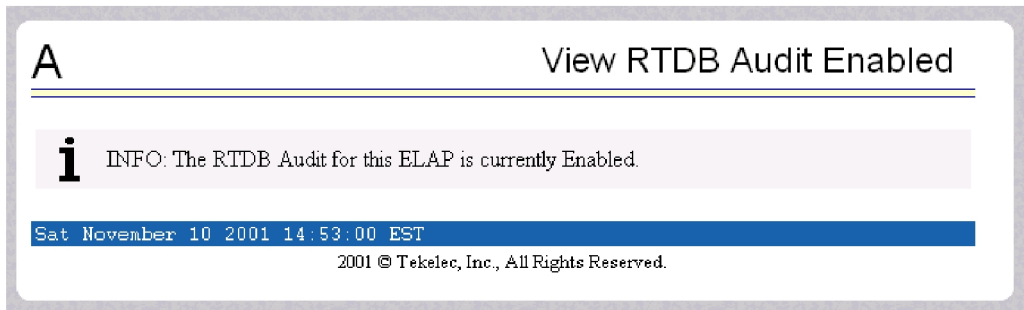 A
View RTDB Audit Enabled
i
INFO: The RTDB Audit for this ELAP is currently Enabled.
Sat November 10 2001 14:53:00 EST
2001 © Tekelec, Inc., All Rights Reserved.